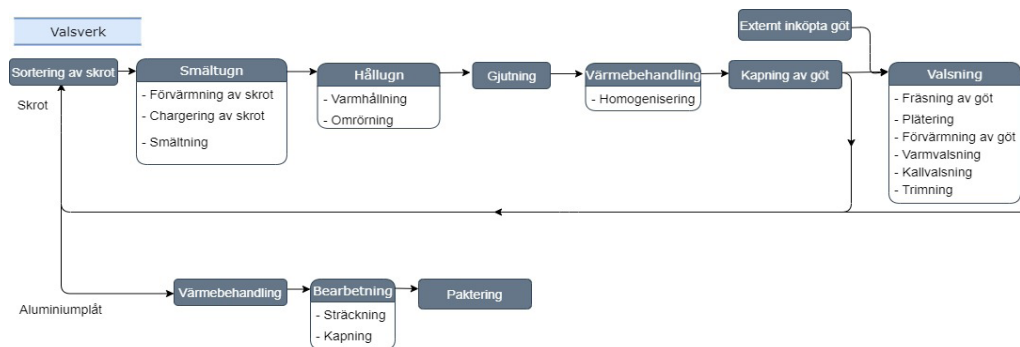 Valsverk
Externt inköpta göt
Sortering av skrot
Smältugn
- Förvärmning av skrot
- Chargering av skrot
- Smältning
Hållugn
- Varmhållning
- Omrörning
Gjutning
Värmebehandling
- Homogenisering
Kapning av göt
Valsning
- Fräsning av göt
- Plätering
- Förvärmning av göt
- Varmvalsning
- Kallvalsning
- Trimning
Skrot
Aluminiumplåt
Värmebehandling
Bearbetning
- Sträckning
- Kapning
Paktering